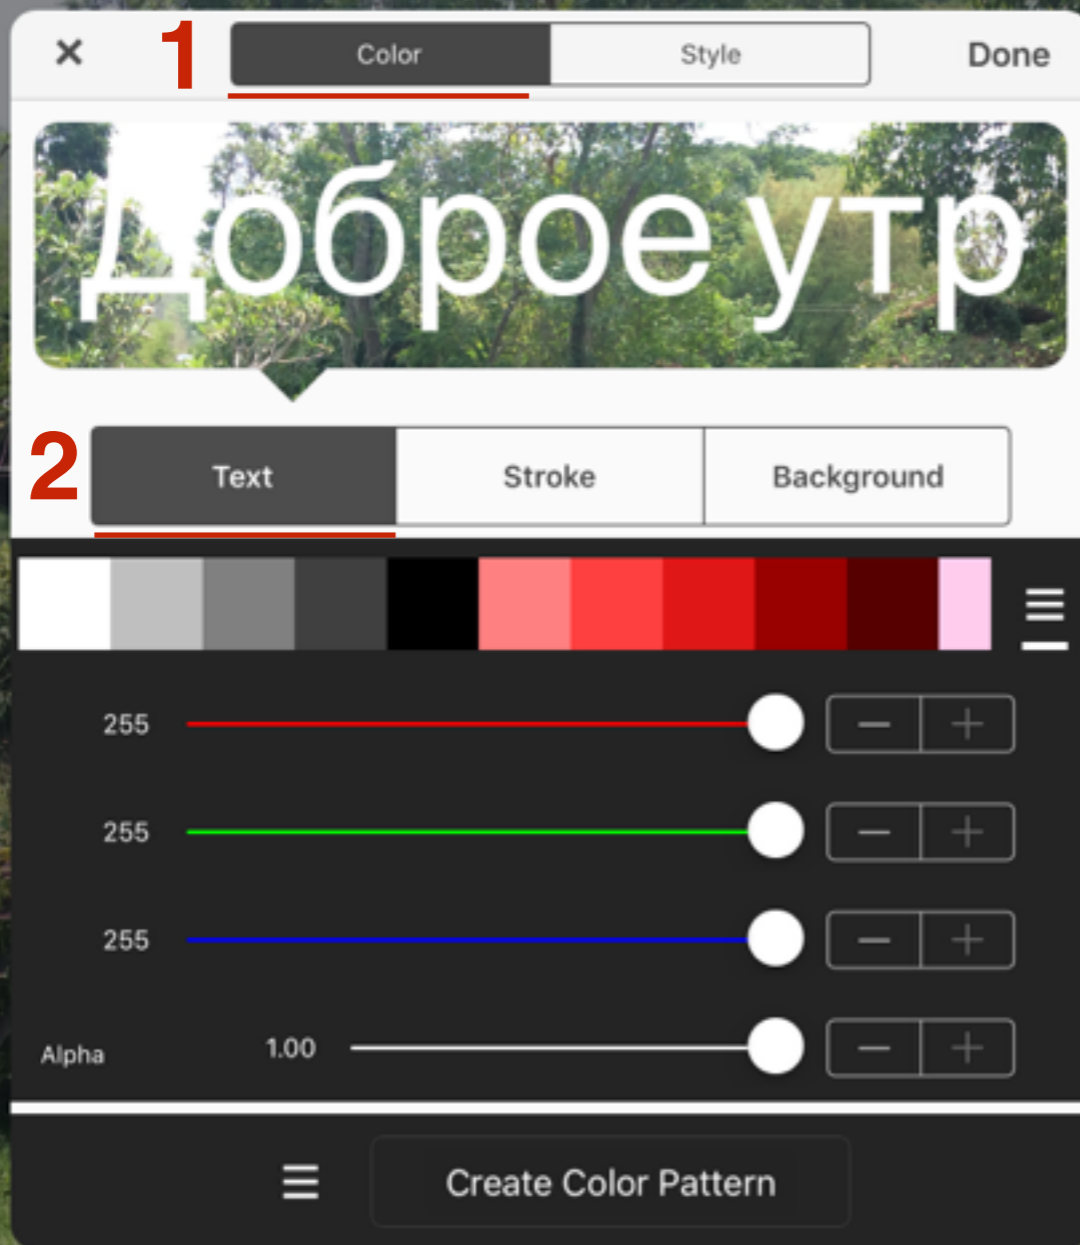 × 1 Color Style Done
Доброе утр
2 Text Stroke Background
255 − +
255 − +
255 − +
Alpha 1.00 − +
Create Color Pattern